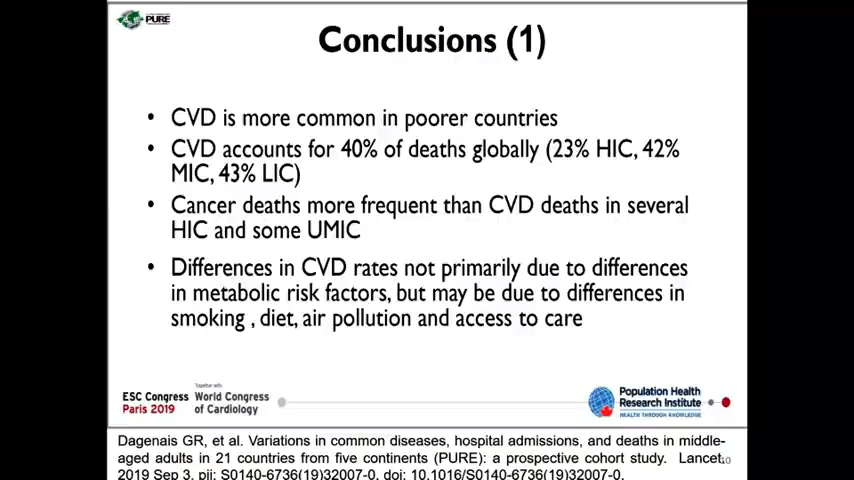 PURE
Conclusions (1)
• CVD is more common in poorer countries
• CVD accounts for 40% of deaths globally (23% HIC, 42%
MIC, 43% LIC)
• Cancer deaths more frequent than CVD deaths in several
HIC and some UMIC
• Differences in CVD rates not primarily due to differences
in metabolic risk factors, but may be due to differences in
smoking , diet, air pollution and access to care
Together with
ESC Congress World Congress
Paris 2019 of Cardiology
Population Health
Research Institute
HEALTH THROUGH KNOWLEDGE
Dagenais GR, et al. Variations in common diseases, hospital admissions, and deaths in middle-
aged adults in 21 countries from five continents (PURE): a prospective cohort study. Lancet.
2019 Sep 3. pii: S0140-6736(19)32007-0. doi: 10.1016/S0140-6736(19)32007-0.